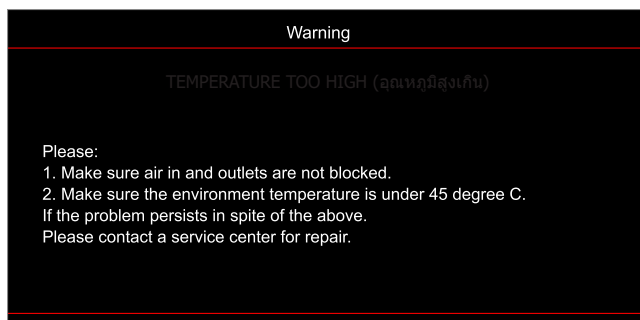 Warning
TEMPERATURE TOO HIGH (อุณหภูมิสูงเกิน)
Please:
1. Make sure air in and outlets are not blocked.
2. Make sure the environment temperature is under 45 degree C.
If the problem persists in spite of the above.
Please contact a service center for repair.